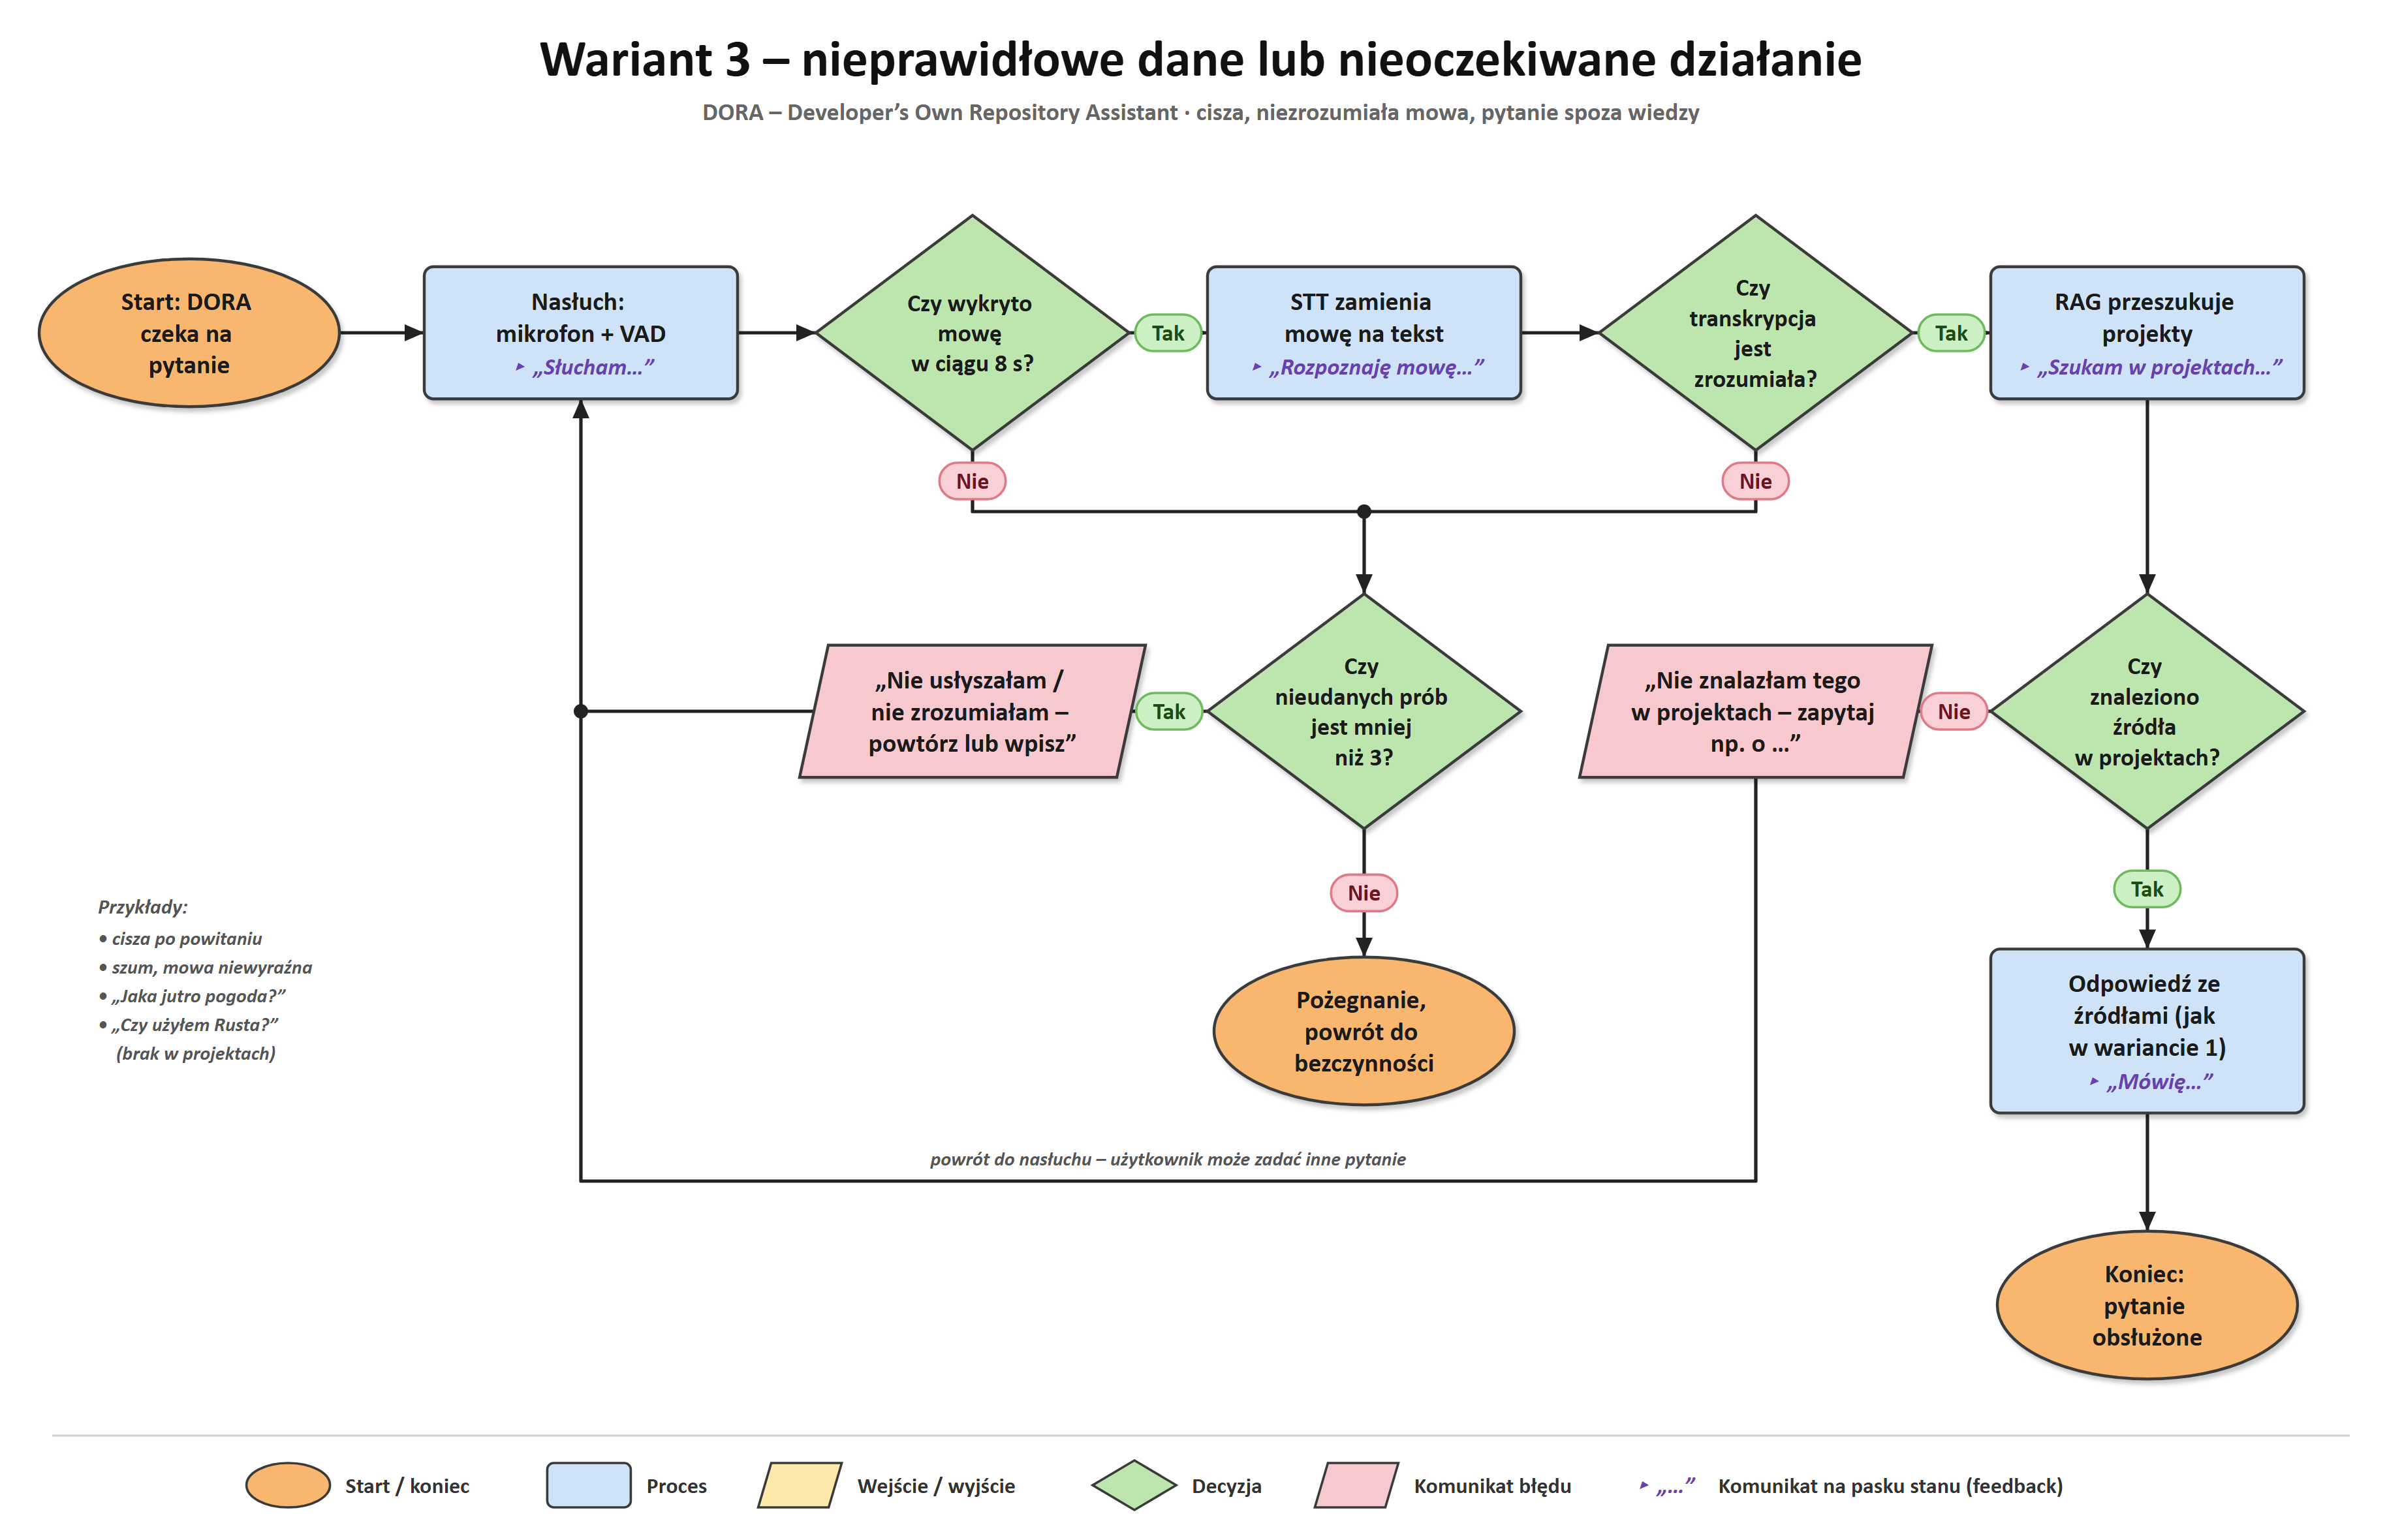 Wariant 3 – nieprawidłowe dane lub nieoczekiwane działanie
DORA – Developer’s Own Repository Assistant · cisza, niezrozumiała mowa, pytanie spoza wiedzy
Start: DORA
czeka na
pytanie
Nasłuch:
mikrofon + VAD
‣ „Słucham…”
Czy wykryto
mowę
w ciągu 8 s?
Tak
STT zamienia
mowę na tekst
‣ „Rozpoznaję mowę…”
Czy
transkrypcja
jest
zrozumiała?
Tak
RAG przeszukuje
projekty
‣ „Szukam w projektach…”
Nie
Nie
„Nie usłyszałam /
nie zrozumiałam –
powtórz lub wpisz”
Tak
Czy
nieudanych prób
jest mniej
niż 3?
„Nie znalazłam tego
w projektach – zapytaj
np. o …”
Nie
Czy
znaleziono
źródła
w projektach?
Nie
Tak
Przykłady:
• cisza po powitaniu
• szum, mowa niewyraźna
• „Jaka jutro pogoda?”
• „Czy użyłem Rusta?”
(brak w projektach)
Pożegnanie,
powrót do
bezczynności
Odpowiedź ze
źródłami (jak
w wariancie 1)
‣ „Mówię…”
powrót do nasłuchu – użytkownik może zadać inne pytanie
Koniec:
pytanie
obsłużone
Start / koniec
Proces
Wejście / wyjście
Decyzja
Komunikat błędu
‣ „…”
Komunikat na pasku stanu (feedback)